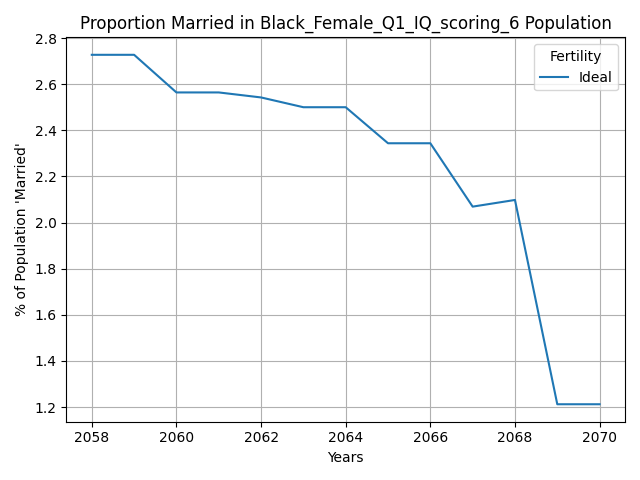 Proportion Married in Black_Female_Q1_IQ_scoring_6 Population
% of Population 'Married'
2.8
2.6
2.4
2.2
2.0
1.8
1.6
1.4
1.2
Fertility
Ideal
2058 2060 2062 2064 2066 2068 2070
Years